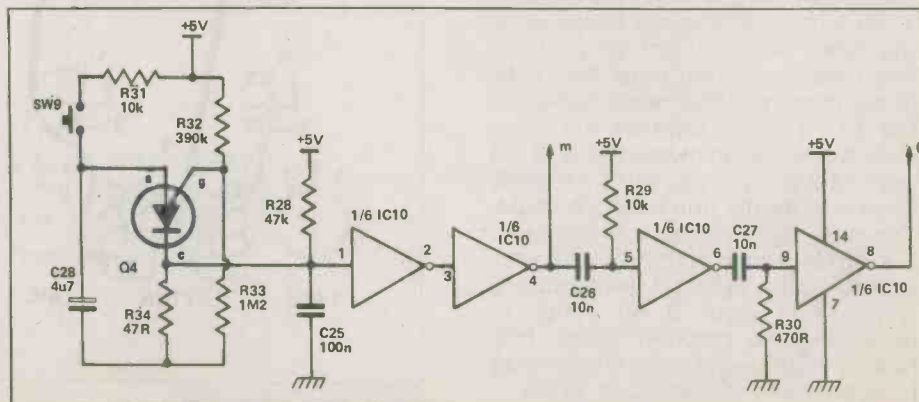 +5V
R31
10k
SW9
R32
390k
a
g
Q4
c
C28
4u7
R34
47R
R33
1M2
+5V
R28
47k
C25
100n
1/6 IC10
1
2
1/6
IC10
3
4
m
C26
10n
+5V
R29
10k
1/6 IC10
5
6
C27
10n
R30
470R
+5V
14
9
8
7
1/6 IC10